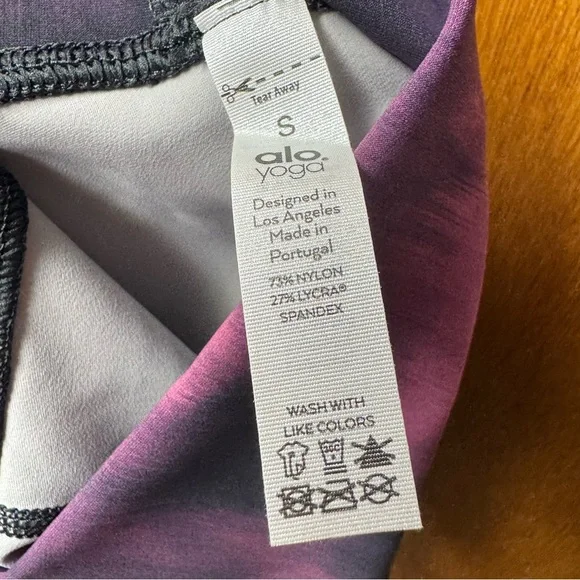 Tear Away
S
alo
yoga
Designed in
Los Angeles
Made in
Portugal
73% NYLON
27% LYCRA®
SPANDEX
WASH WITH
LIKE COLORS